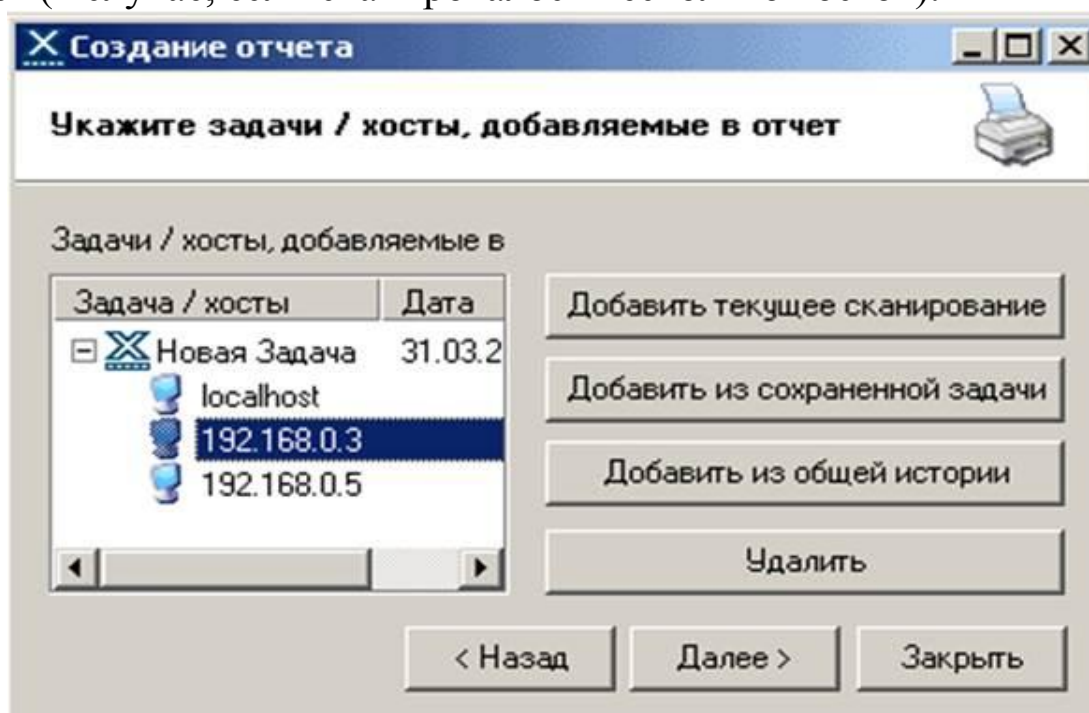 Создание отчета
Укажите задачи / хосты, добавляемые в отчет
Задачи / хосты, добавляемые в
Задача / хосты Дата
Новая Задача 31.03.2
localhost
192.168.0.3
192.168.0.5
Добавить текущее сканирование
Добавить из сохраненной задачи
Добавить из общей истории
Удалить
< Назад Далее > Закрыть